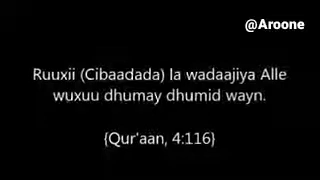 @Aroone
Ruuxii (Cibaadada) la wadaajiya Alle
wuxuu dhumay dhumid wayn.
{Qur'aan, 4:116}